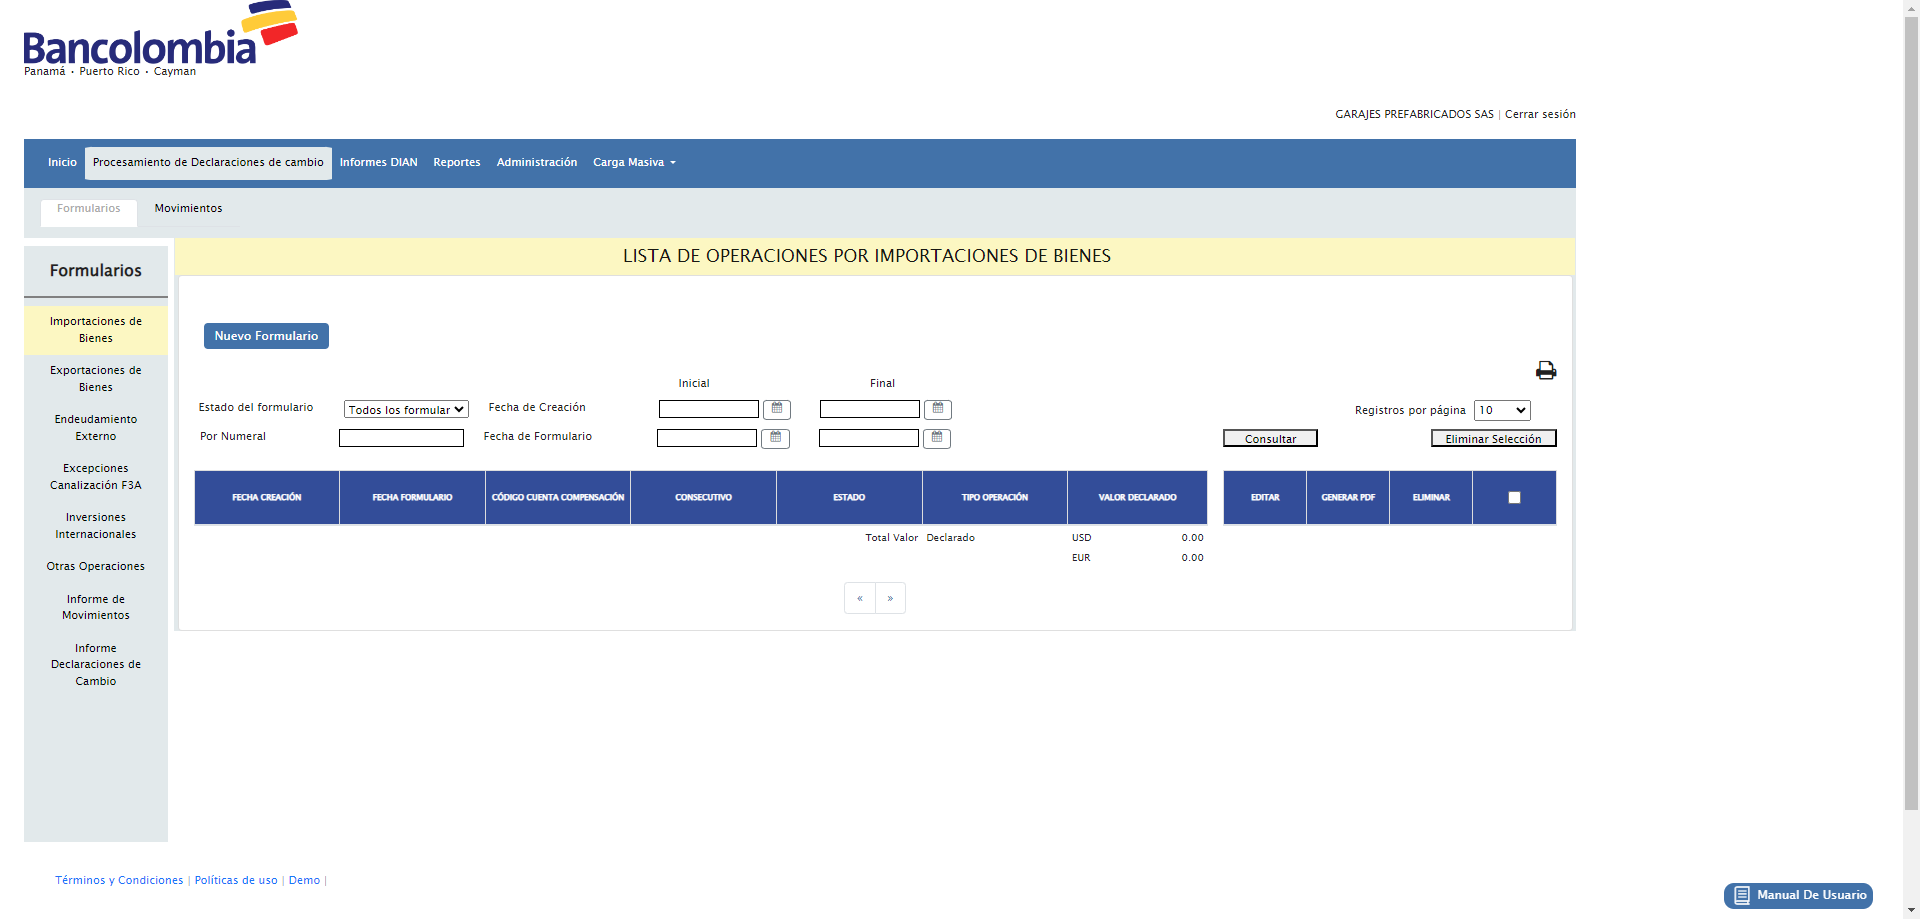 Bancolombia
Panamá • Puerto Rico • Cayman
GARAJES PREFABRICADOS SAS | Cerrar sesión
Inicio Procesamiento de Declaraciones de cambio Informes DIAN Reportes Administración Carga Masiva
Formularios Movimientos
Formularios
Importaciones de
Bienes
Exportaciones de
Bienes
Endeudamiento
Externo
Excepciones
Canalización F3A
Inversiones
Internacionales
Otras Operaciones
Informe de
Movimientos
Informe
Declaraciones de
Cambio
LISTA DE OPERACIONES POR IMPORTACIONES DE BIENES
Nuevo Formulario
Inicial Final
Estado del formulario Todos los formular Fecha de Creación Registros por página 10
Por Numeral Fecha de Formulario Consultar Eliminar Selección
FECHA CREACIÓN FECHA FORMULARIO CÓDIGO CUENTA COMPENSACIÓN CONSECUTIVO ESTADO TIPO OPERACIÓN VALOR DECLARADO EDITAR GENERAR PDF ELIMINAR
Total Valor Declarado USD 0.00
EUR 0.00
« »
Términos y Condiciones | Políticas de uso | Demo |
Manual De Usuario